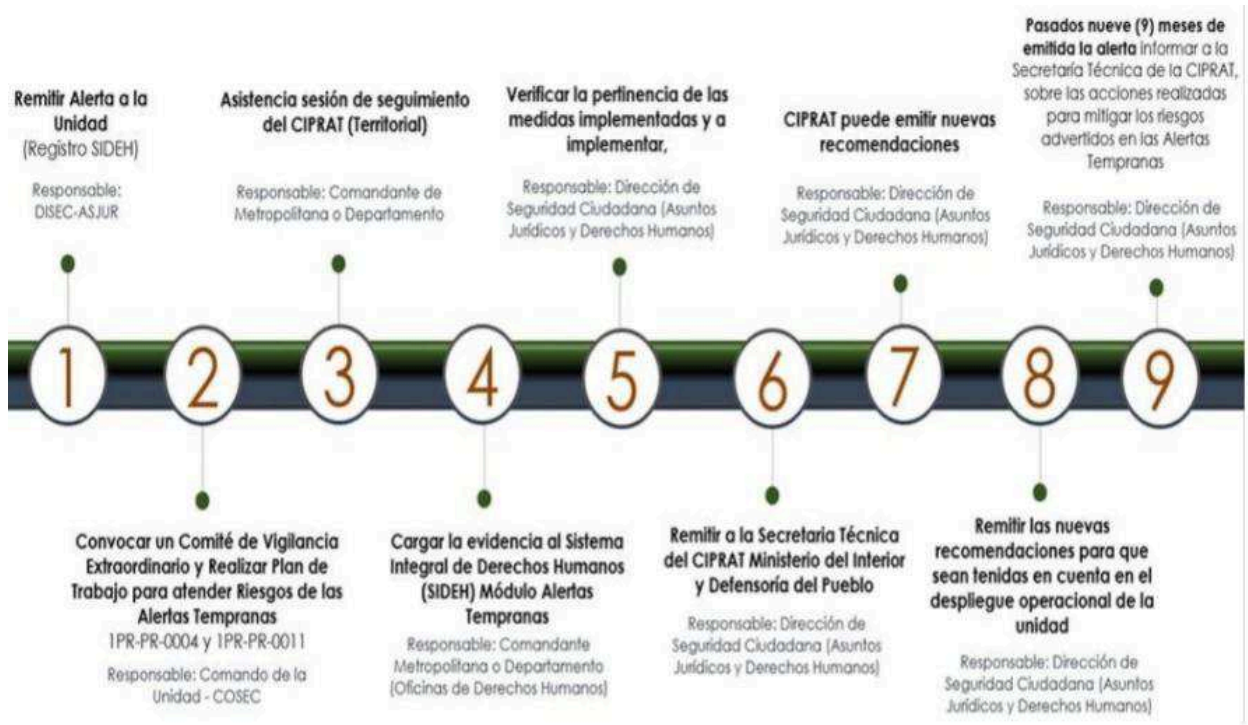 Remitir Alerta a la
Unidad
(Registro SIDEH)
Responsable:
DISEC-ASJUR
Asistencia sesión de seguimiento
del CIPRAT (Territorial)
Responsable: Comandante de
Metropolitana o Departamento
Verificar la pertinencia de las
medidas implementadas y a
implementar,
Responsable: Dirección de
Seguridad Ciudadana (Asuntos
Jurídicos y Derechos Humanos)
CIPRAT puede emitir nuevas
recomendaciones
Responsable: Dirección de
Seguridad Ciudadana (Asuntos
Jurídicos y Derechos Humanos)
Pasados nueve (9) meses de
emitida la alerta informar a la
Secretaría Técnica de la CIPRAT,
sobre las acciones realizadas
para mitigar los riesgos
advertidos en las Alertas
Tempranas
Responsable: Dirección de
Seguridad Ciudadana (Asuntos
Jurídicos y Derechos Humanos)
1 2 3 4 5 6 7 8 9
Convocar un Comité de Vigilancia
Extraordinario y Realizar Plan de
Trabajo para atender Riesgos de las
Alertas Tempranas
1PR-PR-0004 y 1PR-PR-0011
Responsable: Comando de la
Unidad - COSEC
Cargar la evidencia al Sistema
Integral de Derechos Humanos
(SIDEH) Módulo Alertas
Tempranas
Responsable: Comandante
Metropolitana o Departamento
(Oficinas de Derechos Humanos)
Remitir a la Secretaria Técnica
del CIPRAT Ministerio del Interior
y Defensoría del Pueblo
Responsable: Dirección de
Seguridad Ciudadana (Asuntos
Jurídicos y Derechos Humanos)
Remitir las nuevas
recomendaciones para que
sean tenidas en cuenta en el
despliegue operacional de la
unidad
Responsable: Dirección de
Seguridad Ciudadana (Asuntos
Jurídicos y Derechos Humanos)